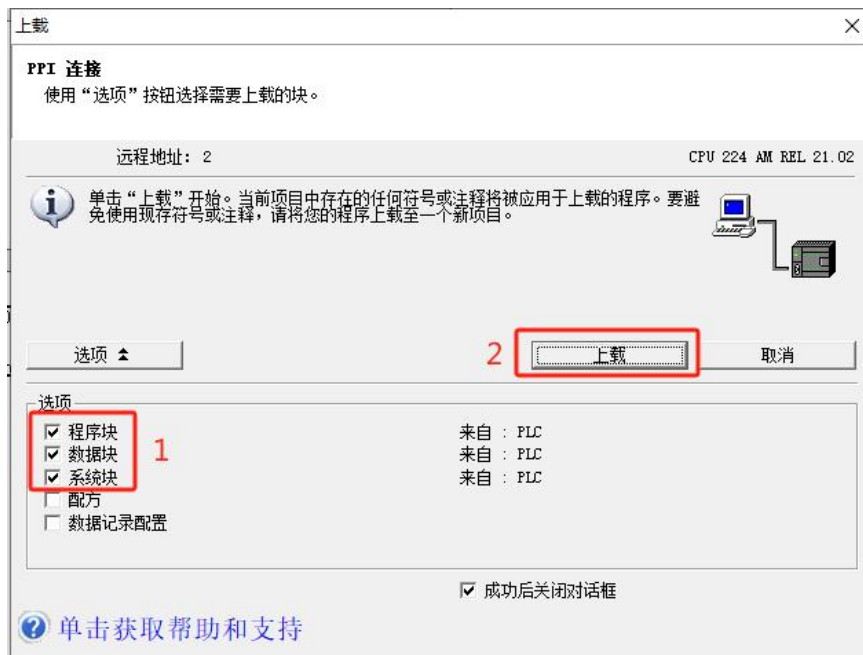 上载
PPI 连接
使用“选项”按钮选择需要上载的块。
远程地址: 2
CPU 224 AM REL 21.02
单击“上载”开始。当前项目中存在的任何符号或注释将被应用于上载的程序。要避
免使用现存符号或注释，请将您的程序上载至一个新项目。
选项
2
上载
取消
选项
1
程序块
来自 : PLC
数据块
来自 : PLC
系统块
来自 : PLC
配方
数据记录配置
成功后关闭对话框
单击获取帮助和支持